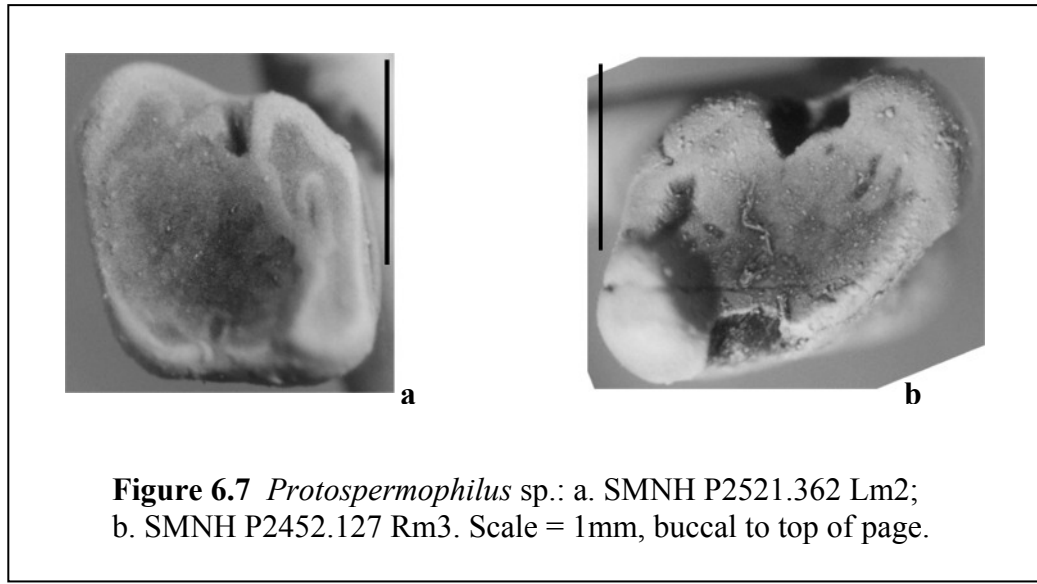 a
b
Figure 6.7 Protospermophilus sp.: a. SMNH P2521.362 Lm2;
b. SMNH P2452.127 Rm3. Scale = 1mm, buccal to top of page.